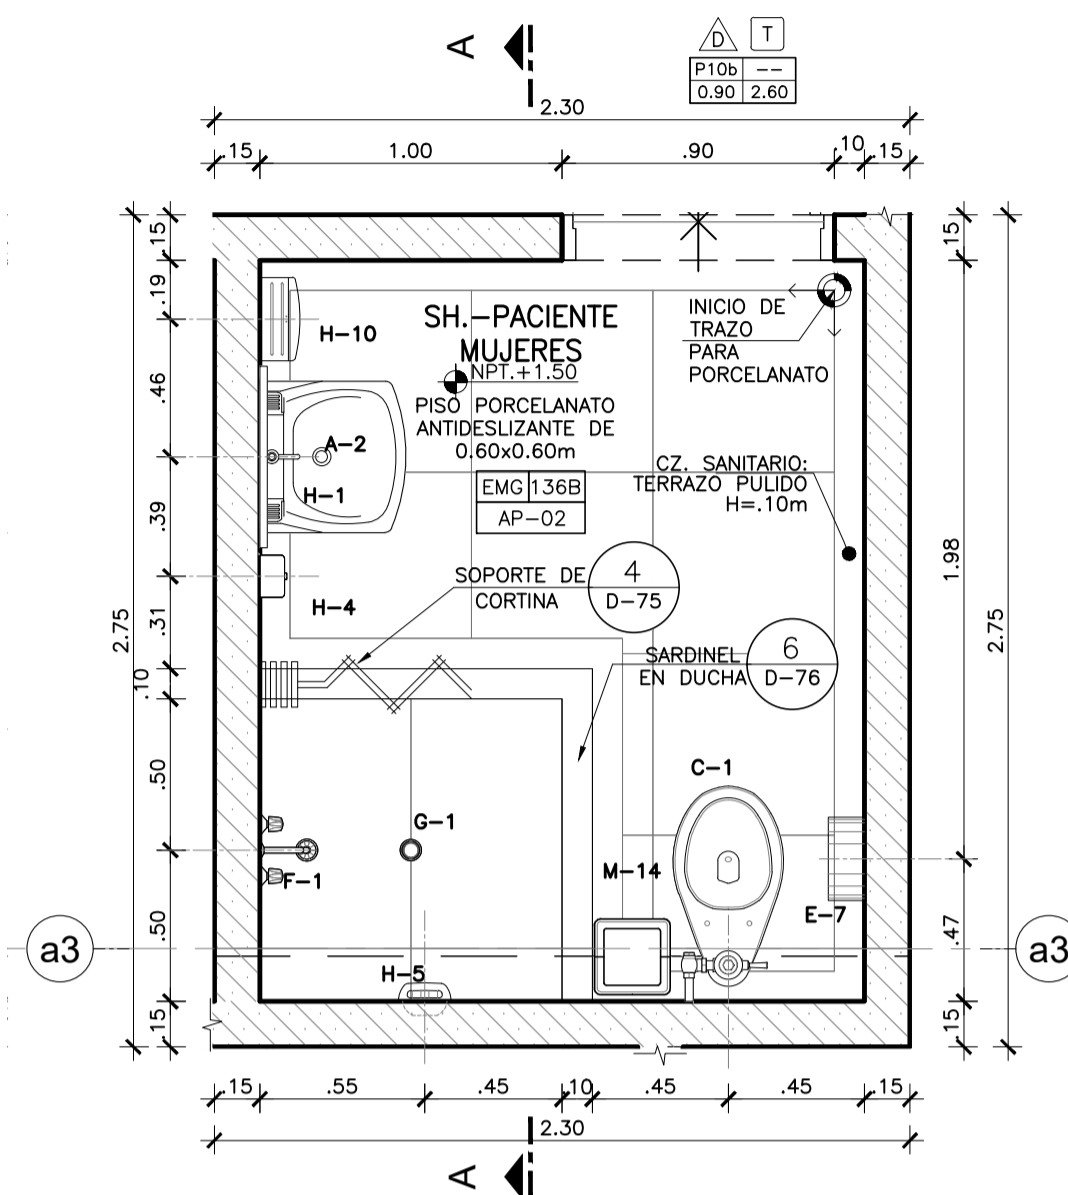 A
D T
P10b --
0.90 2.60
2.30
.15 1.00 .90 .10 .15
.15
.19
.46
.39
.31
.10
.50
.50
.15
2.75
.15
1.98
.47
.15
2.75
H-10
SH.-PACIENTE
MUJERES
NPT.+1.50
PISO PORCELANATO
ANTIDESLIZANTE DE
0.60x0.60m
EMG 136B
AP-02
INICIO DE
TRAZO
PARA
PORCELANATO
A-2
H-1
CZ. SANITARIO:
TERRAZO PULIDO
H=.10m
H-4
SOPORTE DE
CORTINA
4
D-75
SARDINEL
EN DUCHA
6
D-76
C-1
G-1
F-1
M-14
E-7
H-5
a3
a3
.15 .55 .45 .10 .45 .45 .15
2.30
A